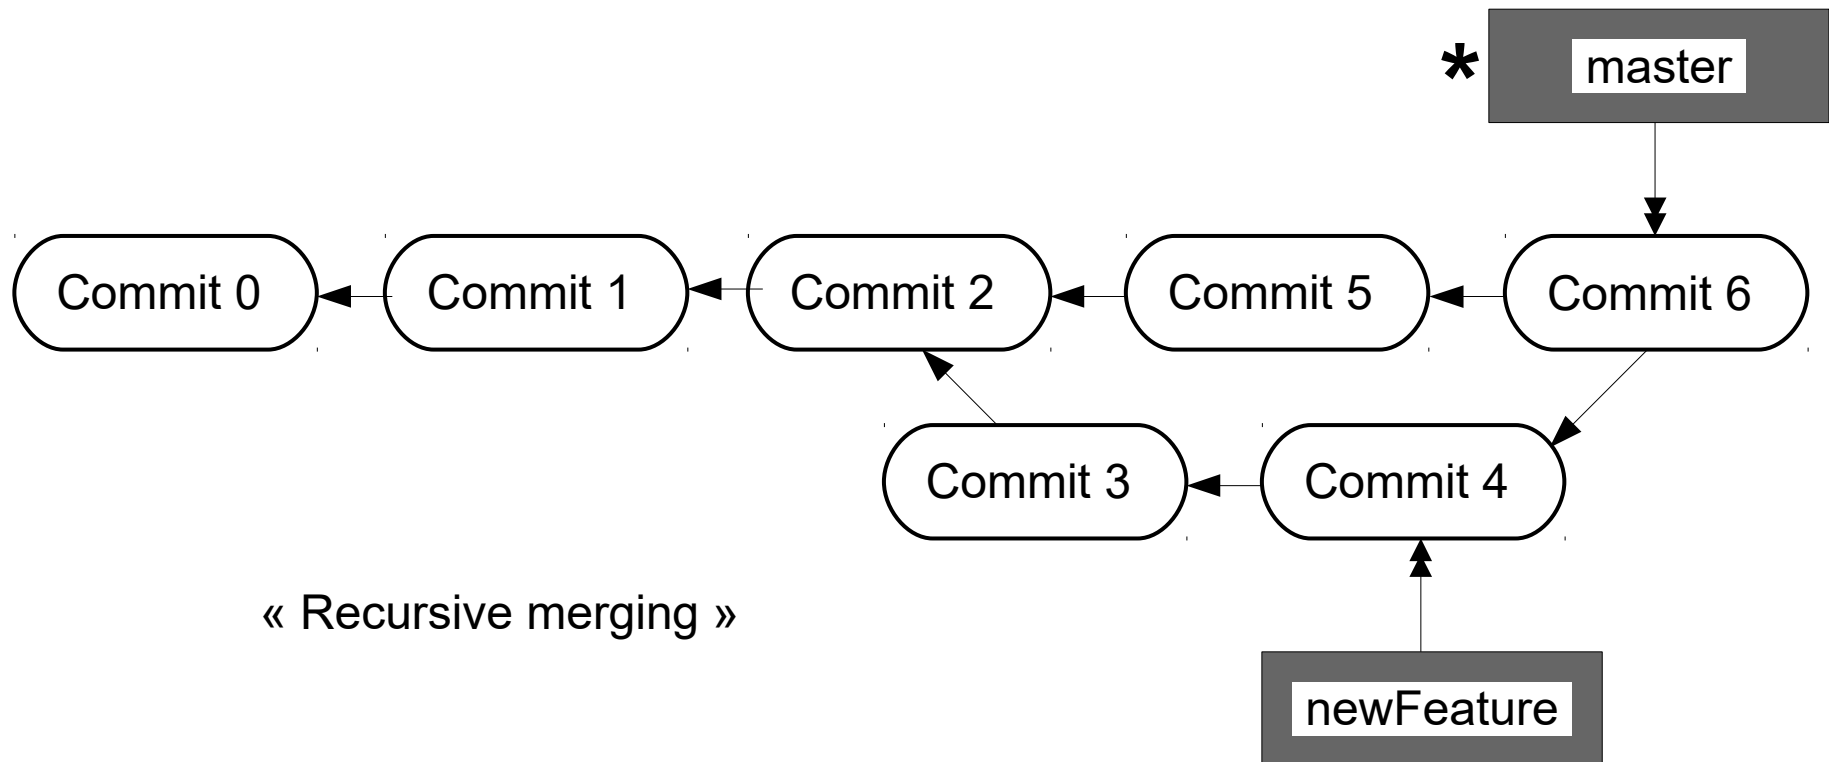 * master
Commit 0 Commit 1 Commit 2 Commit 5 Commit 6
Commit 3 Commit 4
« Recursive merging »
newFeature